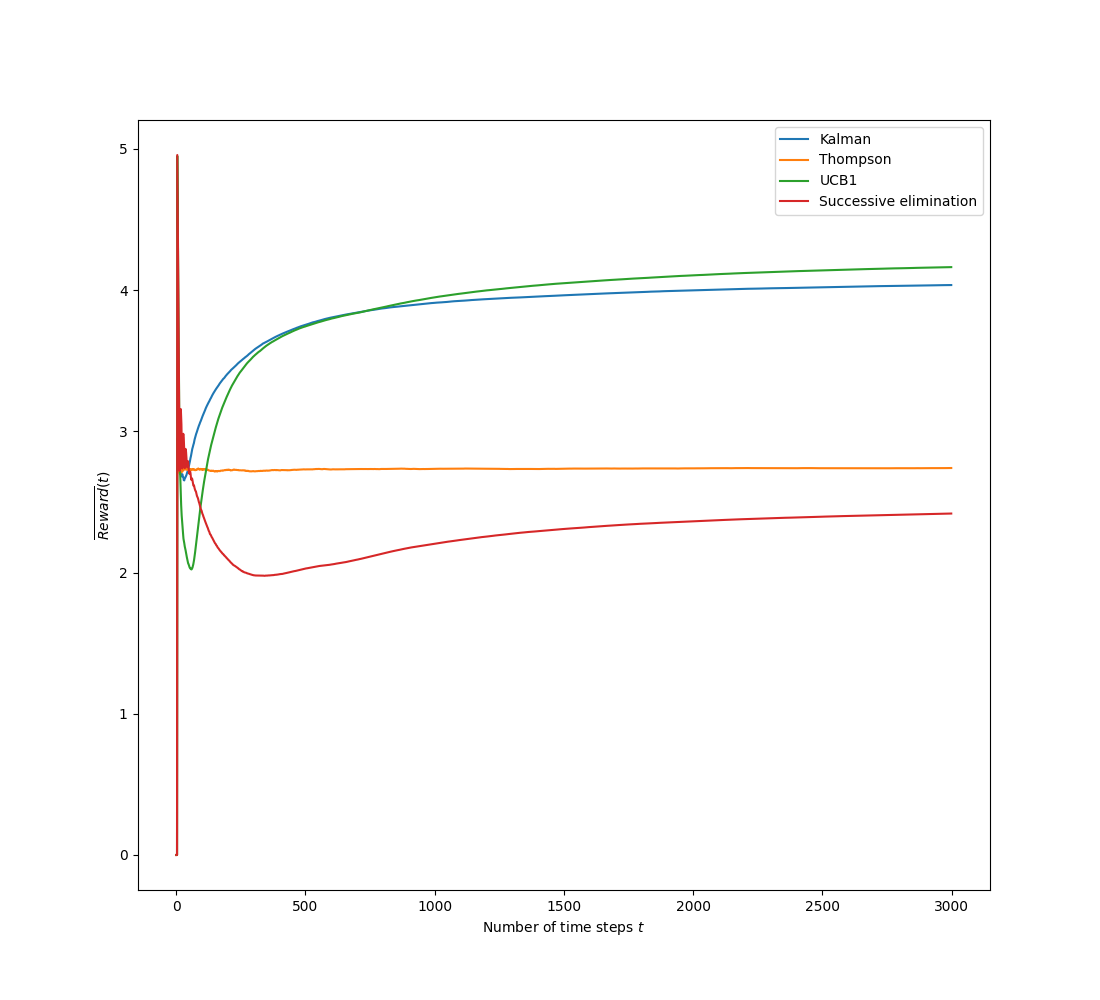 Kalman
Thompson
UCB1
Successive elimination
5
4
3
2
1
0
Reward(t)
0 500 1000 1500 2000 2500 3000
Number of time steps t